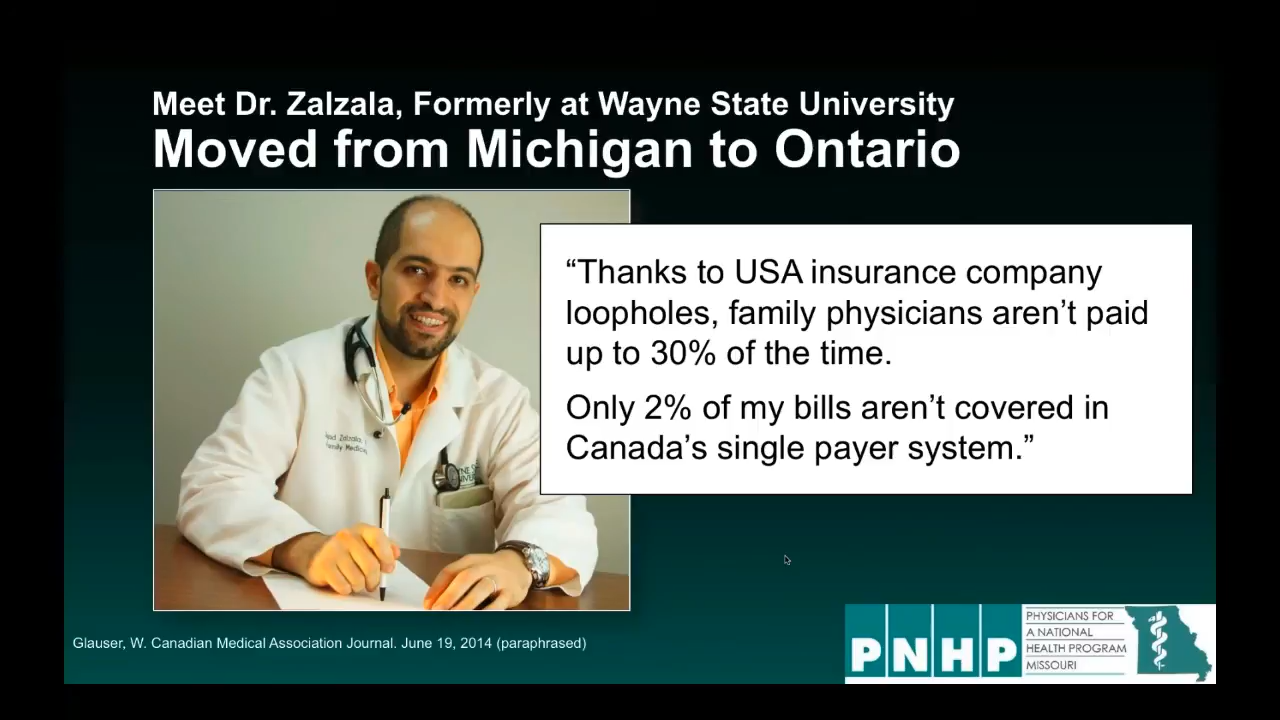 Meet Dr. Zalzala, Formerly at Wayne State University
Moved from Michigan to Ontario
“Thanks to USA insurance company
loopholes, family physicians aren’t paid
up to 30% of the time.
Only 2% of my bills aren’t covered in
Canada’s single payer system.”
Zalzala
Family Medicine
Glauser, W. Canadian Medical Association Journal. June 19, 2014 (paraphrased)
PNHP
PHYSICIANS FOR
A NATIONAL
HEALTH PROGRAM
MISSOURI